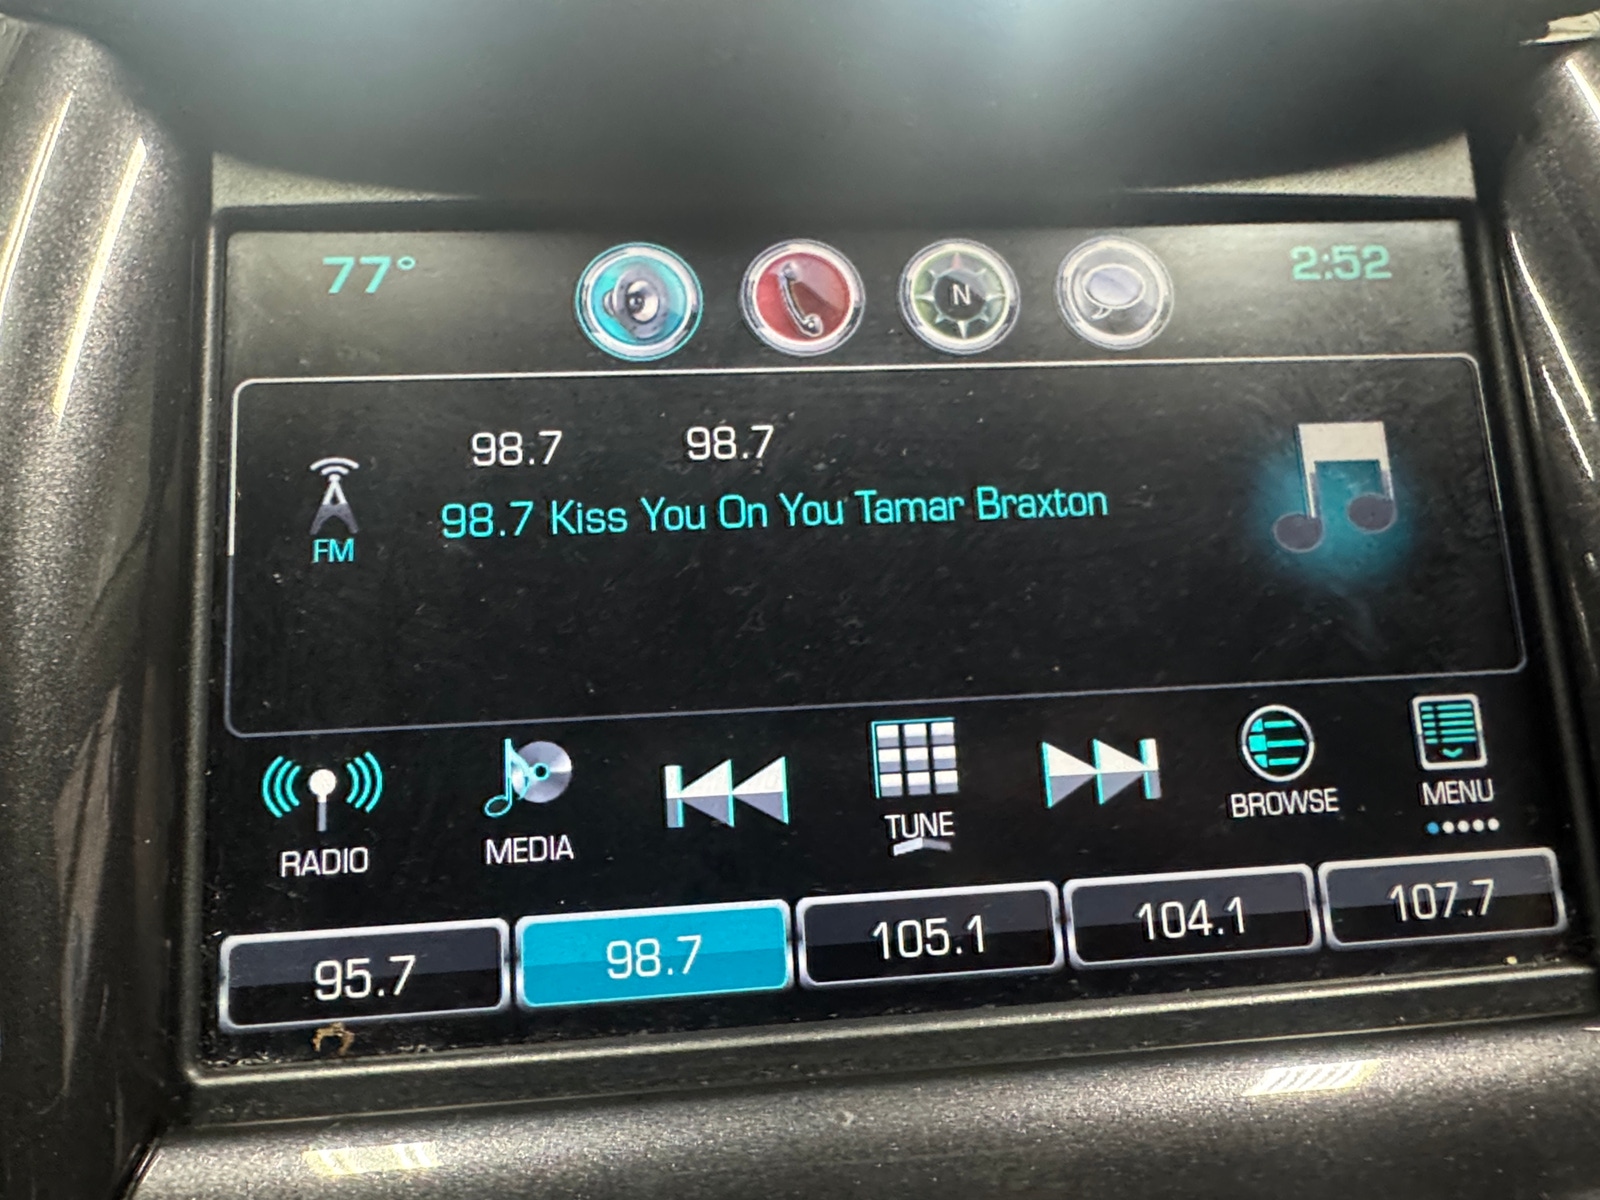 77°
N
2:52
98.7 98.7
98.7 Kiss You On You Tamar Braxton
FM
RADIO
MEDIA
TUNE
BROWSE
MENU
95.7
98.7
105.1
104.1
107.7